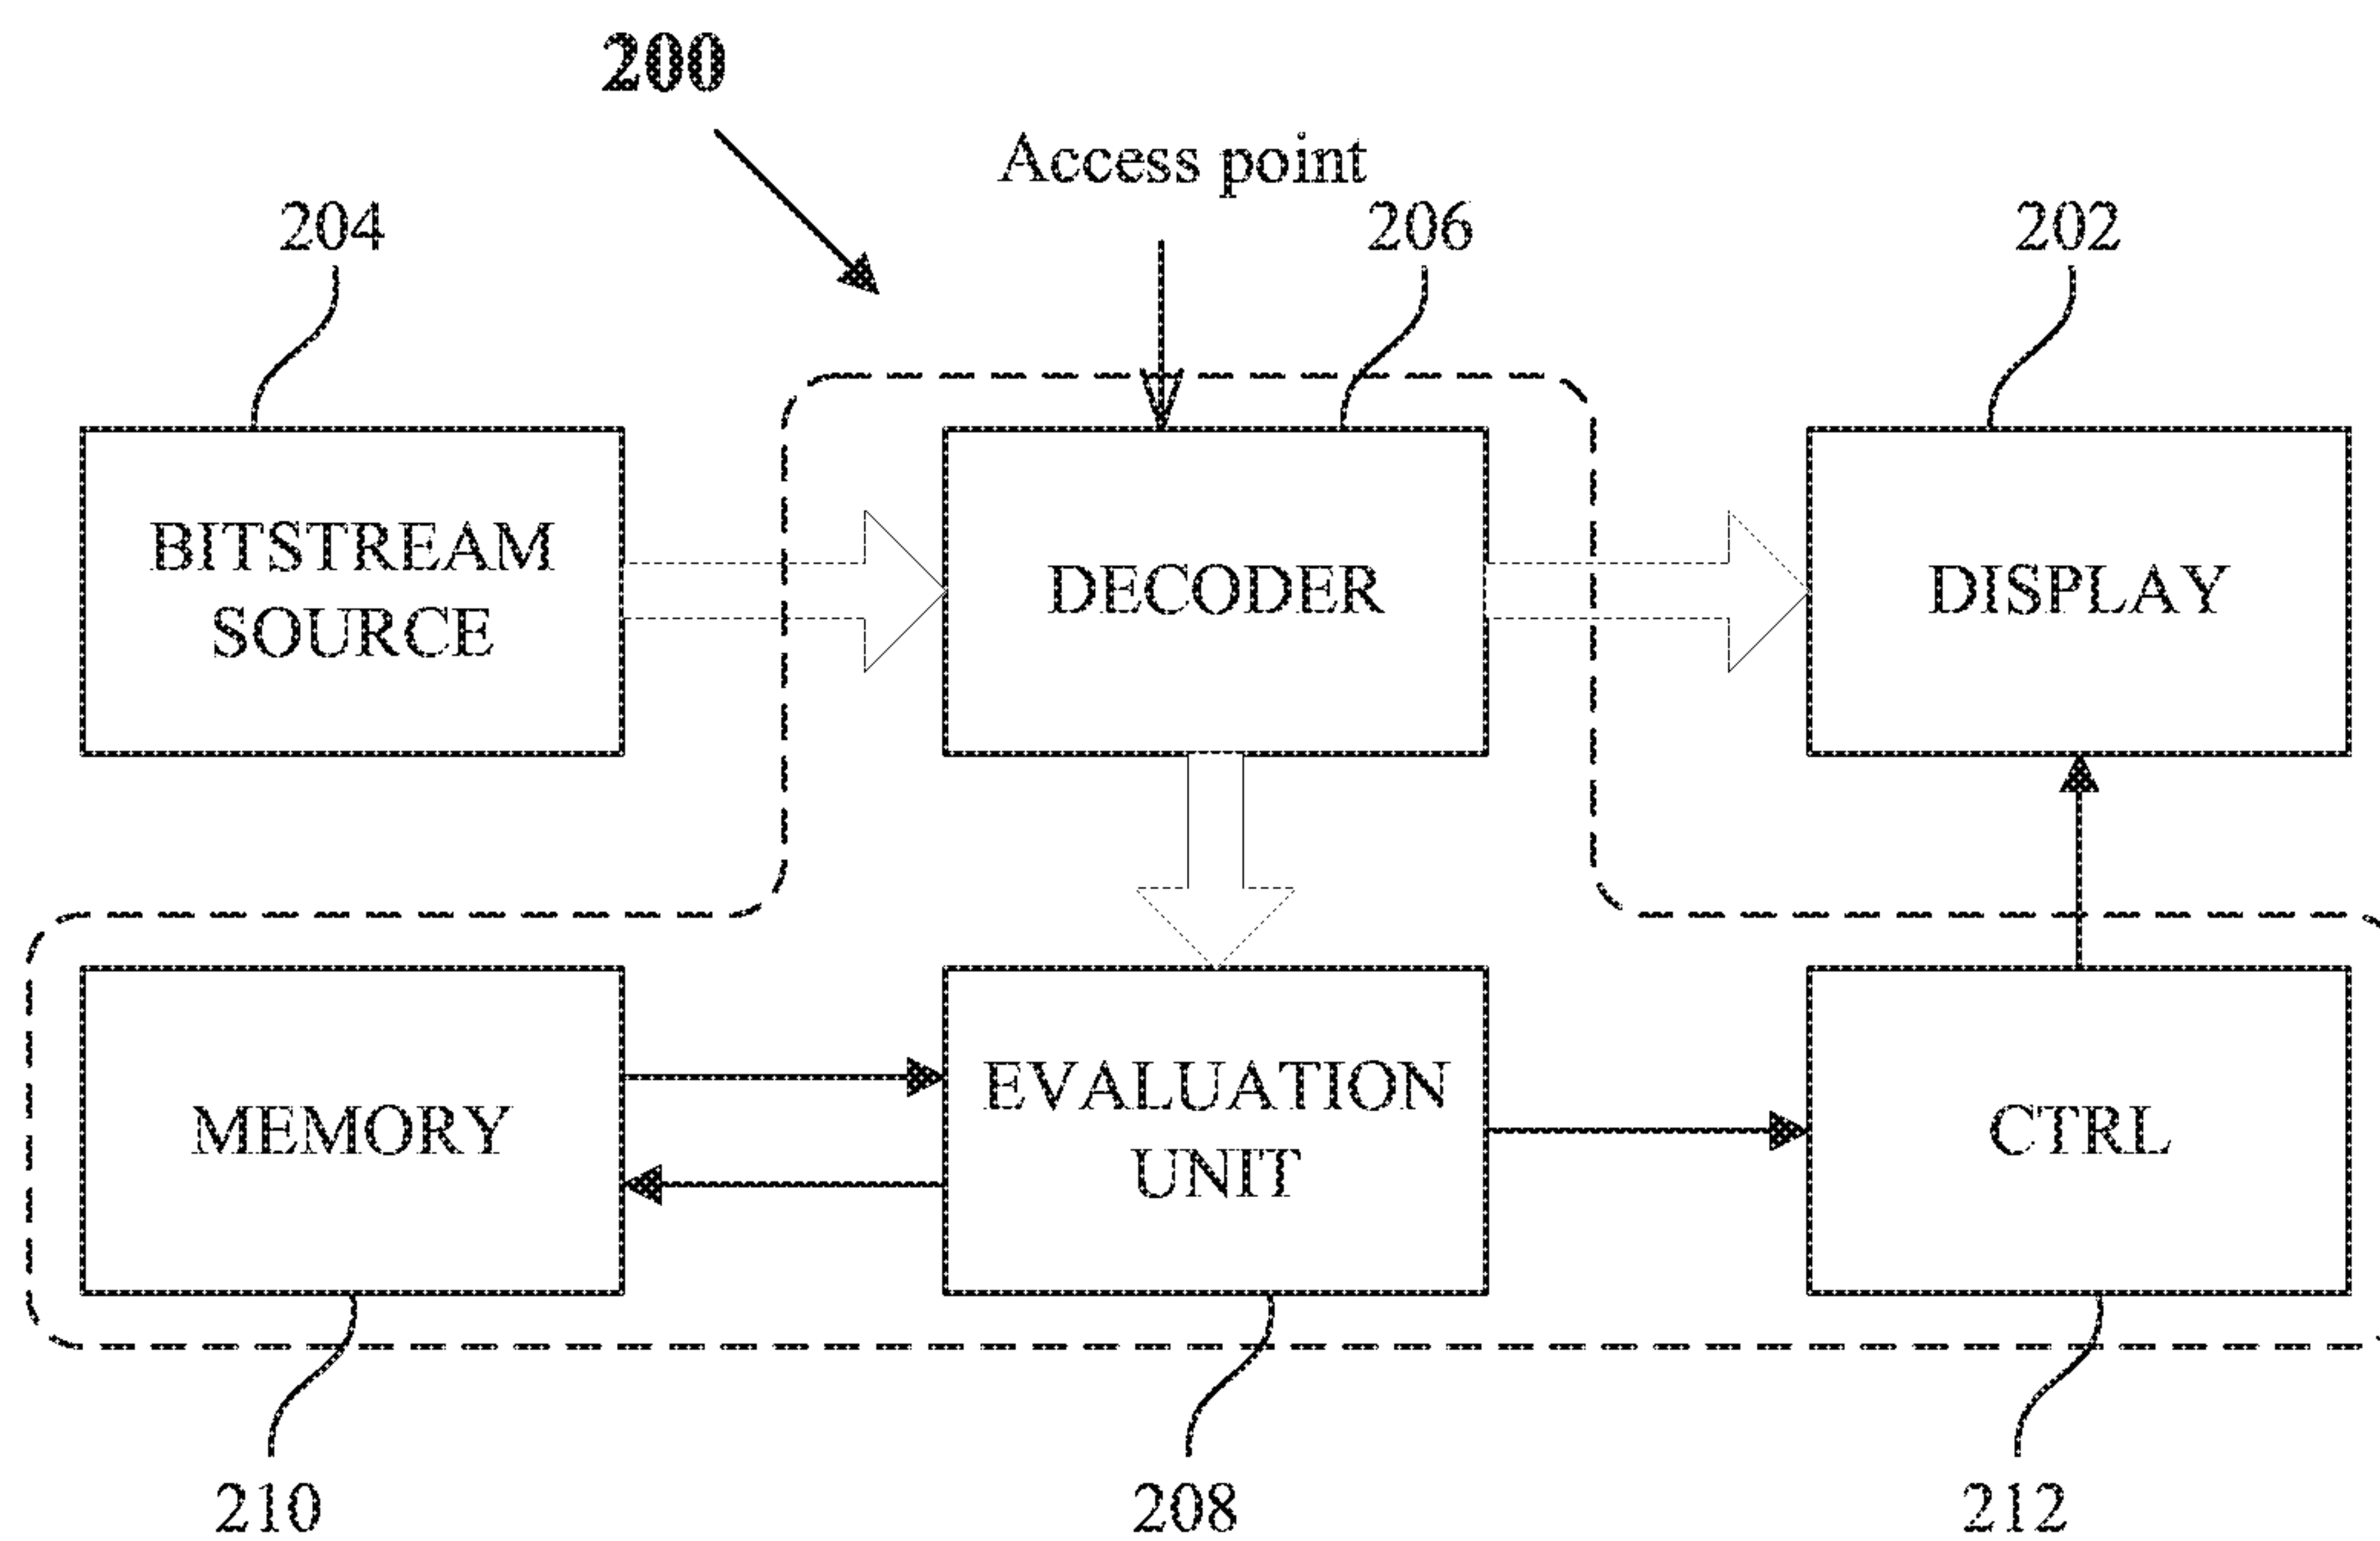 200
Access point
204
206
202
BITSTREAM
SOURCE
DECODER
DISPLAY
MEMORY
EVALUATION
UNIT
CTRL
210
208
212